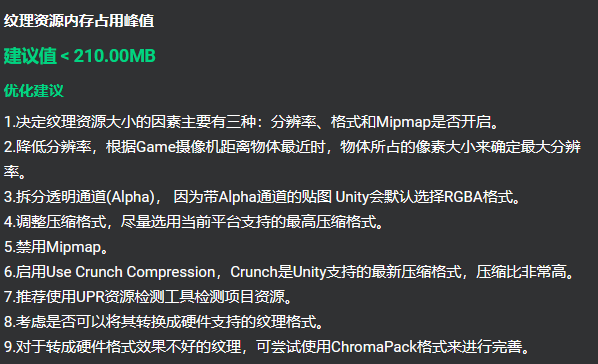 纹理资源内存占用峰值
建议值 < 210.00MB
优化建议
1.决定纹理资源大小的因素主要有三种：分辨率、格式和Mipmap是否开启。
2.降低分辨率，根据Game摄像机距离物体最近时，物体所占的像素大小来确定最大分辨
率。
3.拆分透明通道(Alpha)， 因为带Alpha通道的贴图 Unity会默认选择RGBA格式。
4.调整压缩格式，尽量选用当前平台支持的最高压缩格式。
5.禁用Mipmap。
6.启用Use Crunch Compression，Crunch是Unity支持的最新压缩格式，压缩比非常高。
7.推荐使用UPR资源检测工具检测项目资源。
8.考虑是否可以将其转换成硬件支持的纹理格式。
9.对于转成硬件格式效果不好的纹理，可尝试使用ChromaPack格式来进行完善。